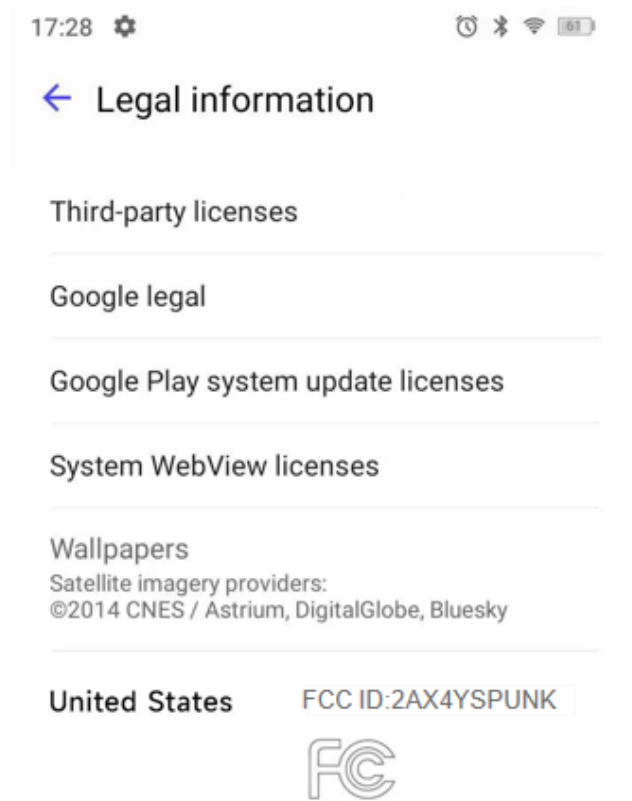 17:28 61
Legal information
Third-party licenses
Google legal
Google Play system update licenses
System WebView licenses
Wallpapers
Satellite imagery providers:
©2014 CNES / Astrium, DigitalGlobe, Bluesky
United States FCC ID:2AX4YSPUNK
FC